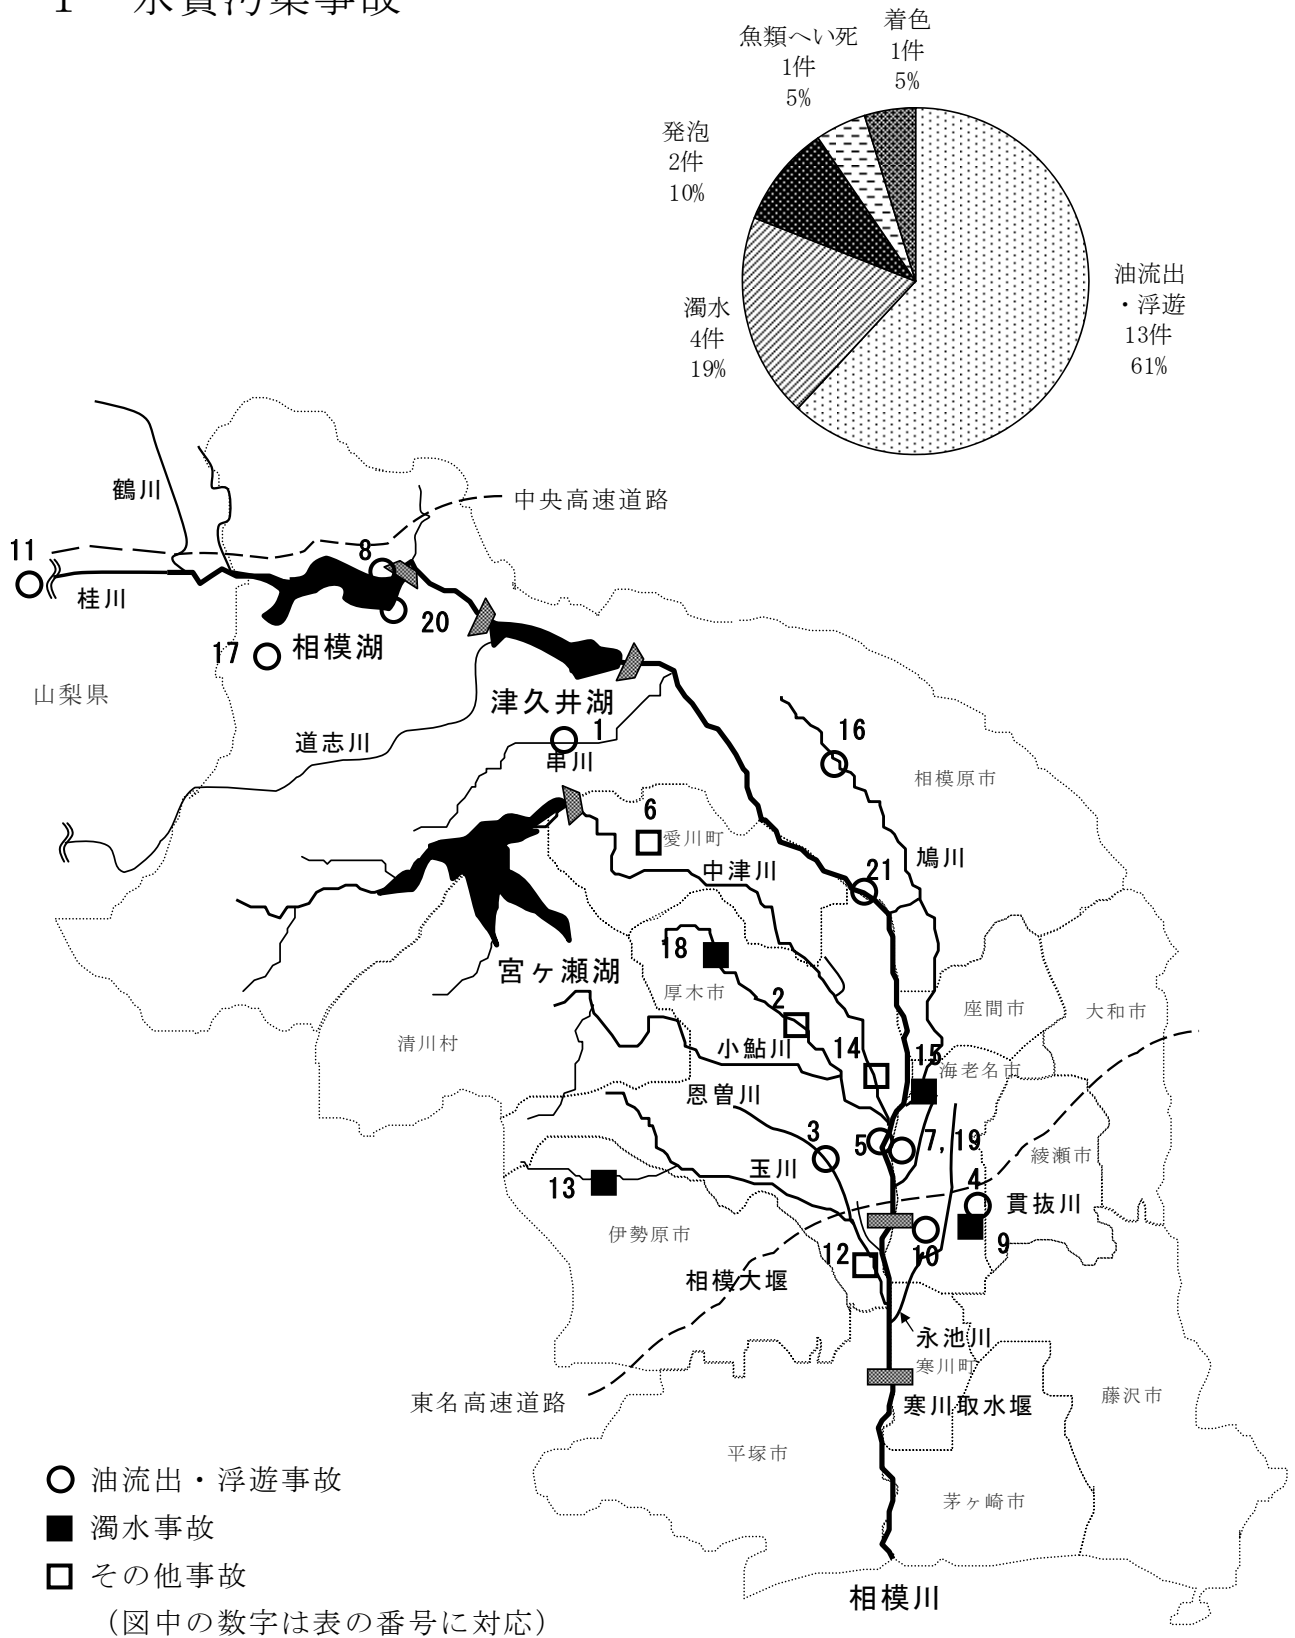 1 水質汚染事故
魚類へい死
1件
5%
着色
1件
5%
発泡
2件
10%
濁水
4件
19%
油流出
・浮遊
13件
61%
鶴川
中央高速道路
11
8
桂川
20
17
相模湖
山梨県
津久井湖
1
16
道志川
串川
相模原市
6
愛川町
中津川
鳩川
21
18
宮ヶ瀬湖
厚木市
2
座間市
大和市
清川村
小鮎川
14
15
海老名市
恩曽川
3
5
7,19
綾瀬市
玉川
13
4
貫抜川
伊勢原市
12
10
9
相模大堰
永池川
寒川町
東名高速道路
寒川取水堰
藤沢市
平塚市
茅ヶ崎市
油流出・浮遊事故
濁水事故
その他事故
(図中の数字は表の番号に対応)
相模川